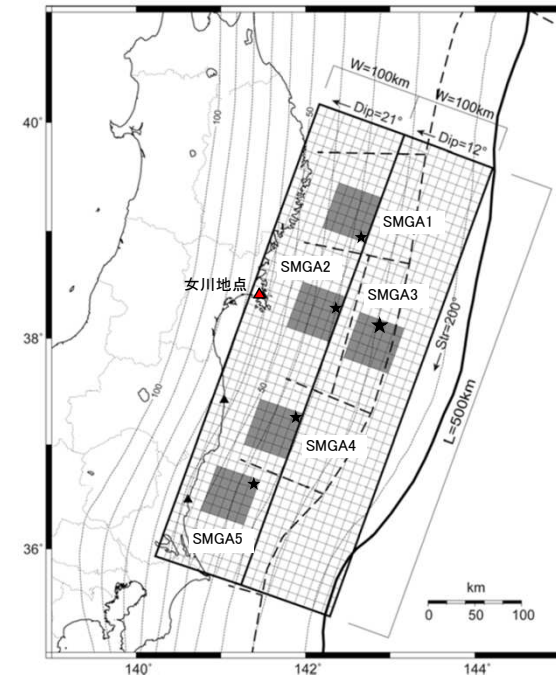 W=100km
W=100km
Dip=21°
Dip=12°
50
100
40°
SMGA1
SMGA2
女川地点
SMGA3
Str=200°
38°
50
100
L=500km
SMGA4
SMGA5
36°
km
0 50 100
140° 142° 144°